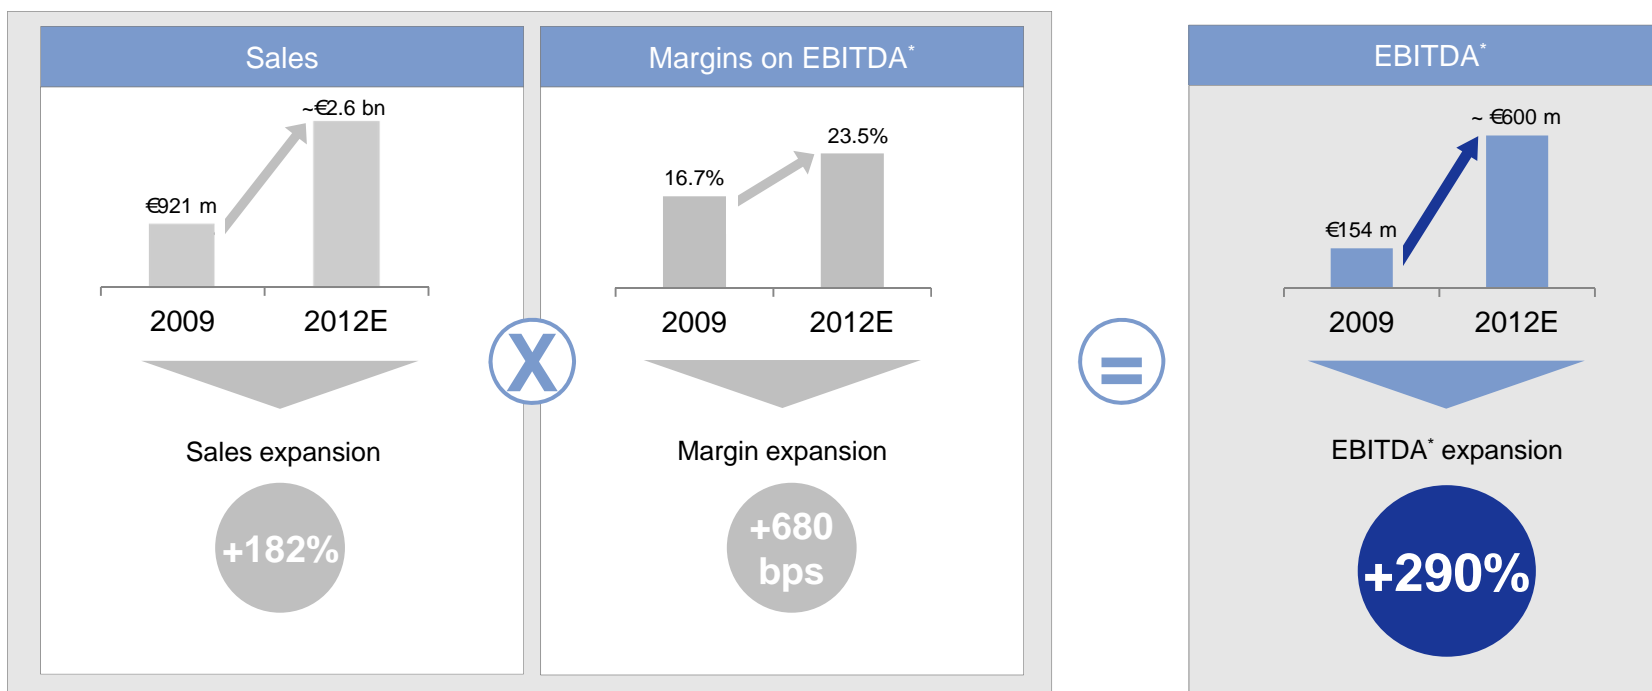 Sales
~€2.6 bn
€921 m
2009
2012E
Sales expansion
+182%
X
Margins on EBITDA*
23.5%
16.7%
2009
2012E
Margin expansion
+680
bps
=
EBITDA*
~ €600 m
€154 m
2009
2012E
EBITDA* expansion
+290%